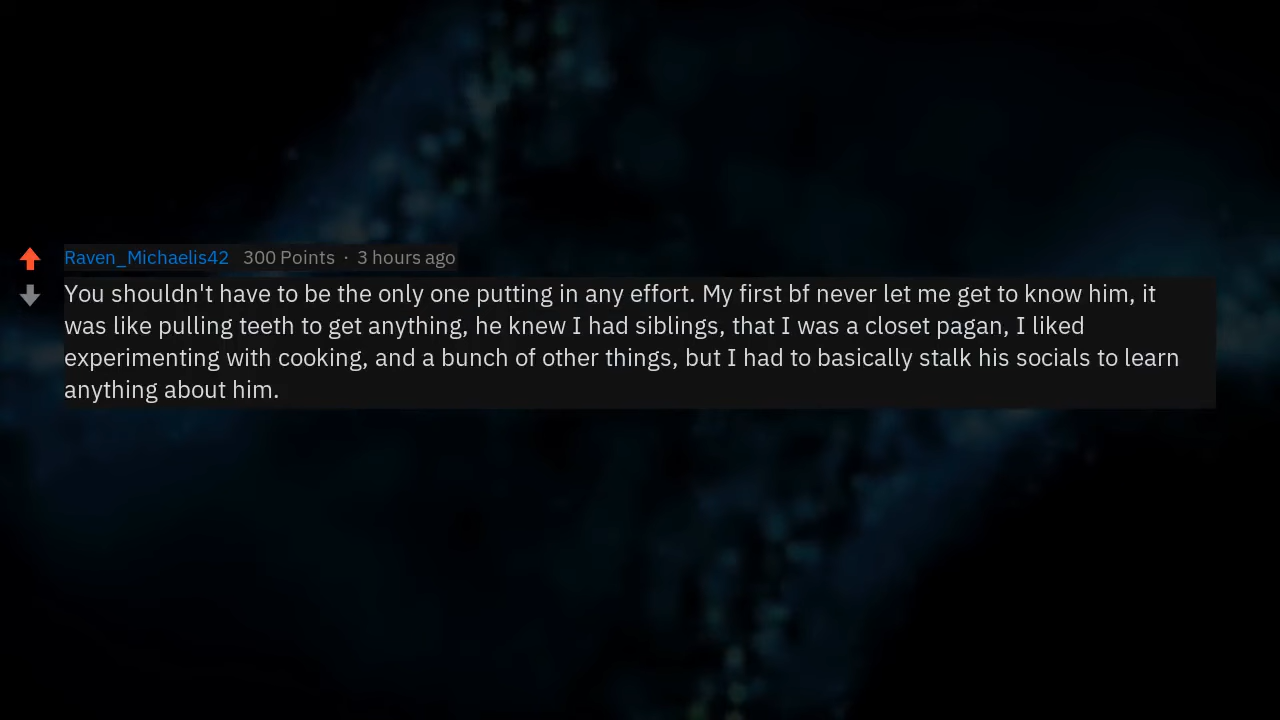 Raven_Michaelis42 300 Points · 3 hours ago
You shouldn't have to be the only one putting in any effort. My first bf never let me get to know him, it
was like pulling teeth to get anything, he knew I had siblings, that I was a closet pagan, I liked
experimenting with cooking, and a bunch of other things, but I had to basically stalk his socials to learn
anything about him.